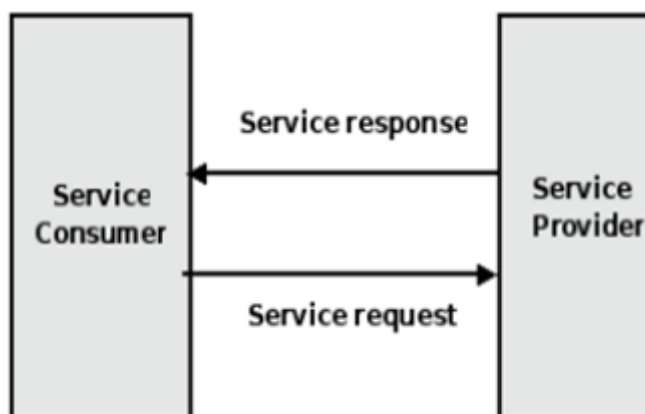 Service response
Service
Consumer
Service
Provider
Service request